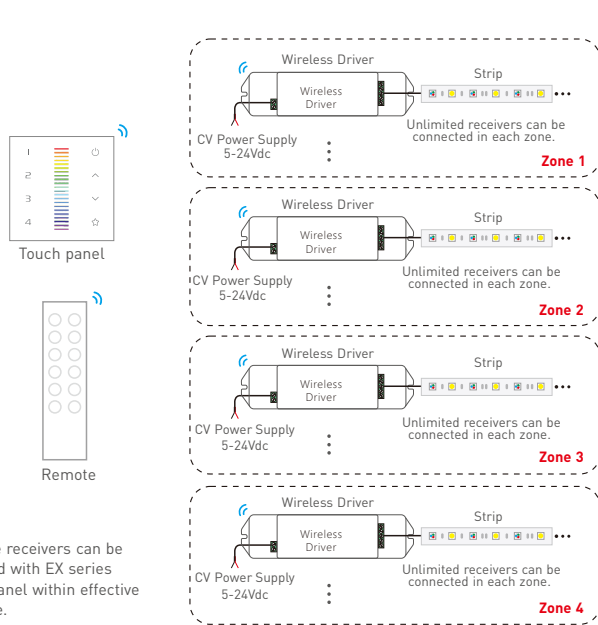 1
2
3
4
Touch panel
Remote
e receivers can be
d with EX series
anel within effective
e.
Wireless Driver
Wireless
Driver
Strip
CV Power Supply
5-24Vdc
Unlimited receivers can be
connected in each zone.
Zone 1
Wireless Driver
Wireless
Driver
Strip
CV Power Supply
5-24Vdc
Unlimited receivers can be
connected in each zone.
Zone 2
Wireless Driver
Wireless
Driver
Strip
CV Power Supply
5-24Vdc
Unlimited receivers can be
connected in each zone.
Zone 3
Wireless Driver
Wireless
Driver
Strip
CV Power Supply
5-24Vdc
Unlimited receivers can be
connected in each zone.
Zone 4